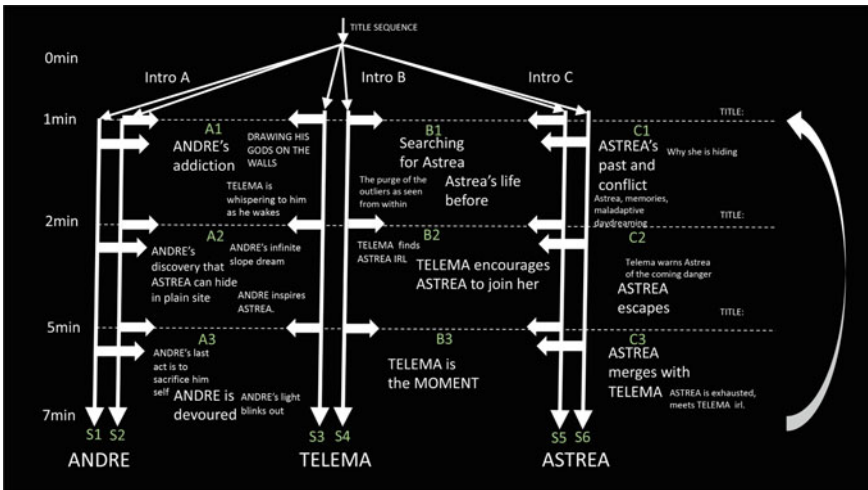 TITLE SEQUENCE
0min
Intro A
Intro B
Intro C
1min
TITLE:
A1
ANDRE's
addiction
DRAWING HIS
GODS ON THE
WALLS
TELEMA is
whispering to him
as he wakes
B1
Searching
for Astrea
The purge of the
outliers as seen
from within
Astrea's life
before
C1
ASTREA's
past and
conflict
Why she is hiding
Astrea, memories,
maladaptive
daydreaming
2min
TITLE:
A2
ANDRE's
discovery that
ASTREA can hide
in plain site
ANDRE's infinite
slope dream
ANDRE inspires
ASTREA.
B2
TELEMA finds
ASTREA IRL
TELEMA encourages
ASTREA to join her
C2
Telema warns Astrea
of the coming danger
ASTREA
escapes
5min
TITLE:
A3
ANDRE's last
act is to
sacrifice him
self
ANDRE is
devoured
ANDRE's light
blinks out
B3
TELEMA is
the MOMENT
C3
ASTREA
merges with
TELEMA
ASTREA is exhausted,
meets TELEMA irl.
7min
S1 S2
S3 S4
S5 S6
ANDRE
TELEMA
ASTREA